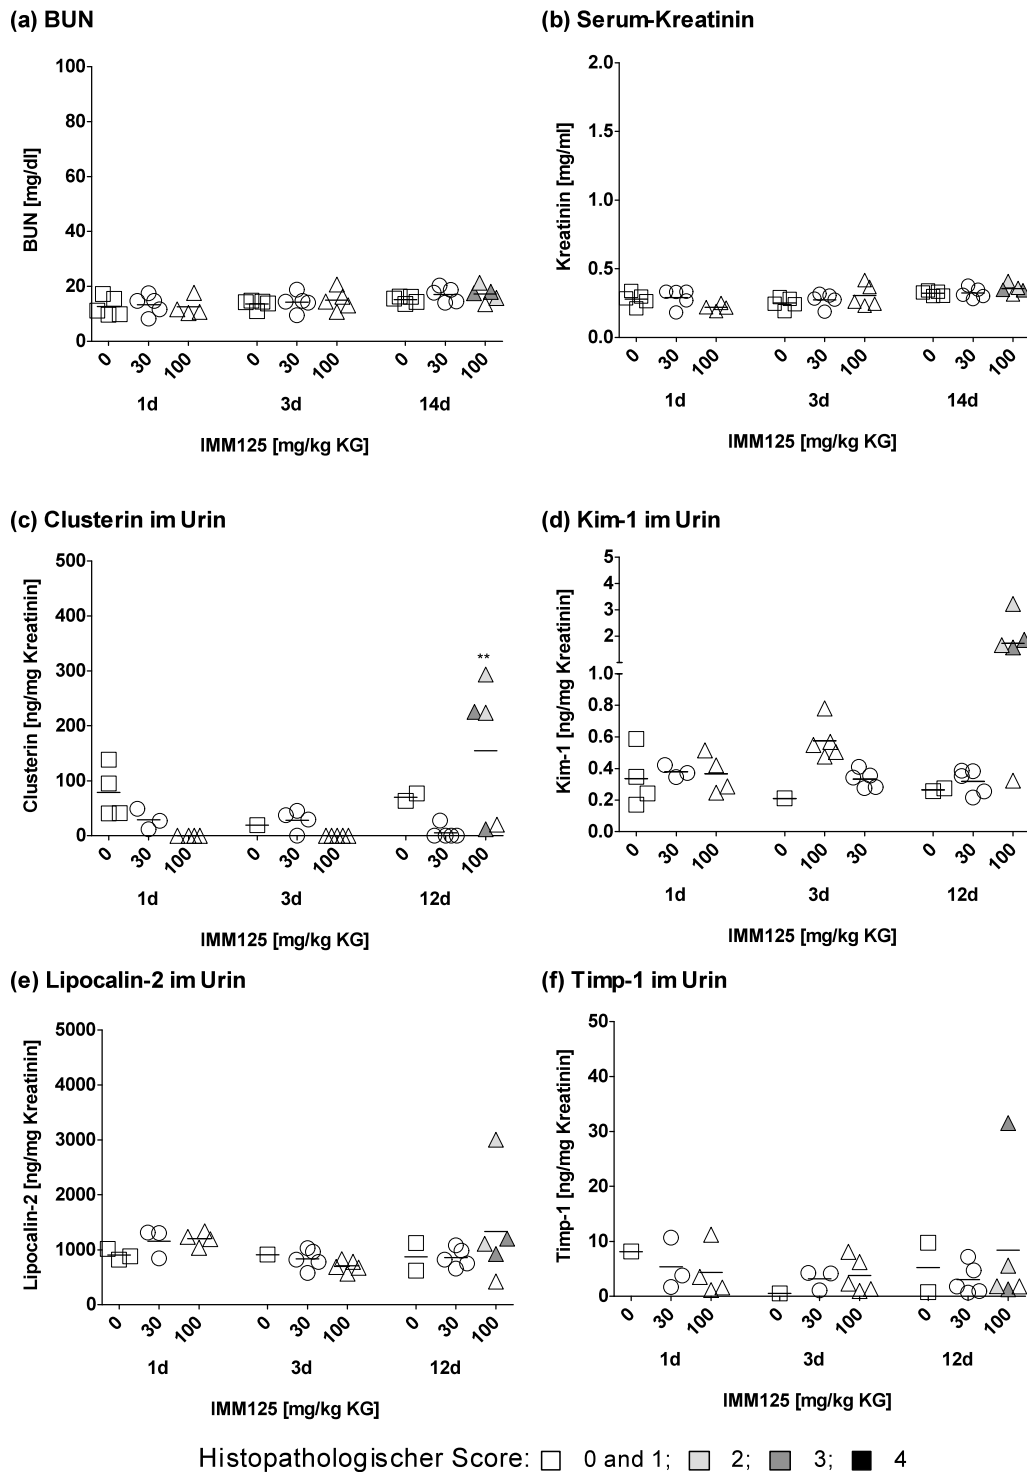 (a) BUN
100
80
60
40
20
0
BUN [mg/dl]
0 30 100 0 30 100 0 30 100
1d 3d 14d
IMM125 [mg/kg KG]
(b) Serum-Kreatinin
2.0
1.5
1.0
0.5
0.0
Kreatinin [mg/ml]
0 30 100 0 30 100 0 30 100
1d 3d 14d
IMM125 [mg/kg KG]
(c) Clusterin im Urin
500
400
300
200
100
0
Clusterin [ng/mg Kreatinin]
**
0 30 100 0 30 100 0 30 100
1d 3d 12d
IMM125 [mg/kg KG]
(d) Kim-1 im Urin
5
4
3
2
1.0
0.8
0.6
0.4
0.2
0.0
Kim-1 [ng/mg Kreatinin]
0 30 100 0 100 30 0 30 100
1d 3d 12d
IMM125 [mg/kg KG]
(e) Lipocalin-2 im Urin
5000
4000
3000
2000
1000
0
Lipocalin-2 [ng/mg Kreatinin]
0 30 100 0 30 100 0 30 100
1d 3d 12d
IMM125 [mg/kg KG]
(f) Timp-1 im Urin
50
40
30
20
10
0
Timp-1 [ng/mg Kreatinin]
0 30 100 0 30 100 0 30 100
1d 3d 12d
IMM125 [mg/kg KG]
Histopathologischer Score: 0 and 1; 2; 3; 4